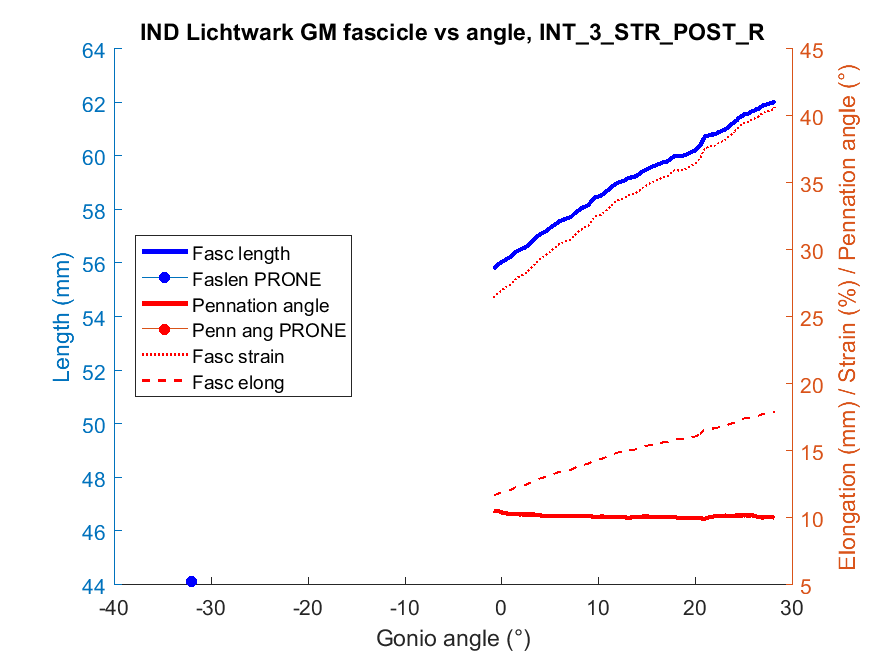 IND Lichtwark GM fascicle vs angle, INT_3_STR_POST_R
64
62
60
58
56
54
52
50
48
46
44
Length (mm)
Fasc length
Faslen PRONE
Pennation angle
Penn ang PRONE
Fasc strain
Fasc elong
45
40
35
30
25
20
15
10
5
Elongation (mm) / Strain (%) / Pennation angle (°)
-40 -30 -20 -10 0 10 20 30
Gonio angle (°)